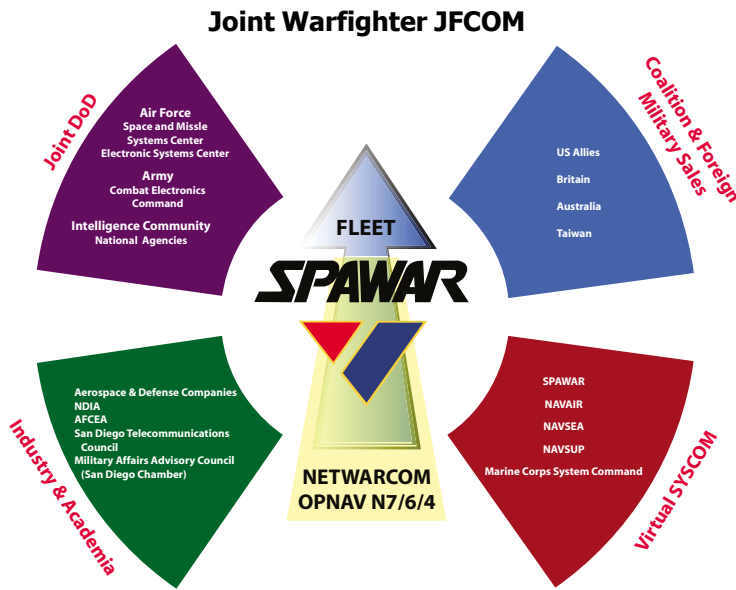 Joint Warfighter JFCOM
Joint DoD
Air Force
Space and Missle
Systems Center
Electronic Systems Center
Army
Combat Electronics
Command
Intelligence Community
National Agencies
Coalition & Foreign
Military Sales
US Allies
Britain
Australia
Taiwan
FLEET
SPAWAR
Industry & Academia
Aerospace & Defense Companies
NDIA
AFCEA
San Diego Telecommunications
Council
Military Affairs Advisory Council
(San Diego Chamber)
NETWARCOM
OPNAV N7/6/4
SPAWAR
NAVAIR
NAVSEA
NAVSUP
Marine Corps System Command
Virtual SYSCOM